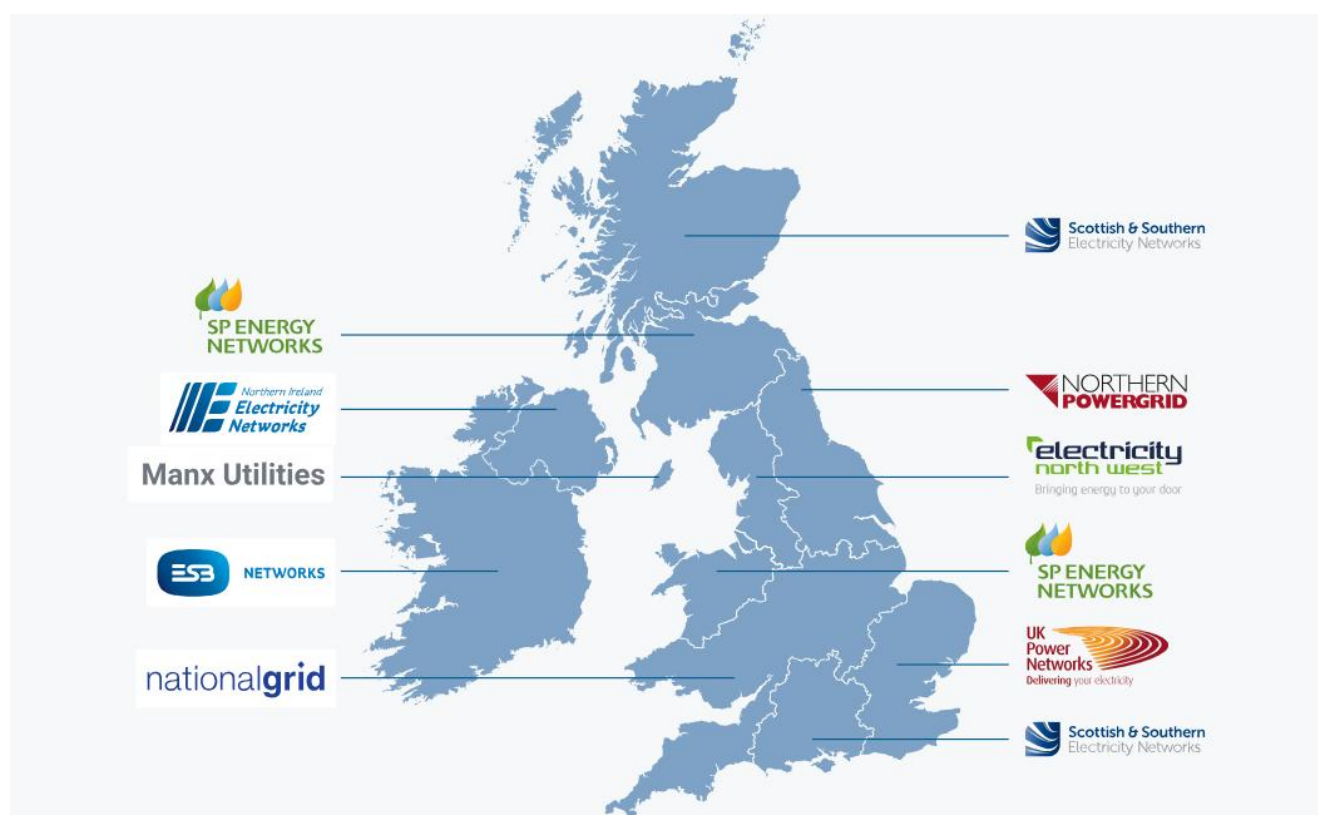 Scottish & Southern
Electricity Networks
SP ENERGY
NETWORKS
Northern Ireland
Electricity
Networks
NORTHERN
POWERGRID
Manx Utilities
electricity
north west
Bringing energy to your door
ESB NETWORKS
SP ENERGY
NETWORKS
UK
Power
Networks
Delivering your electricity
nationalgrid
Scottish & Southern
Electricity Networks